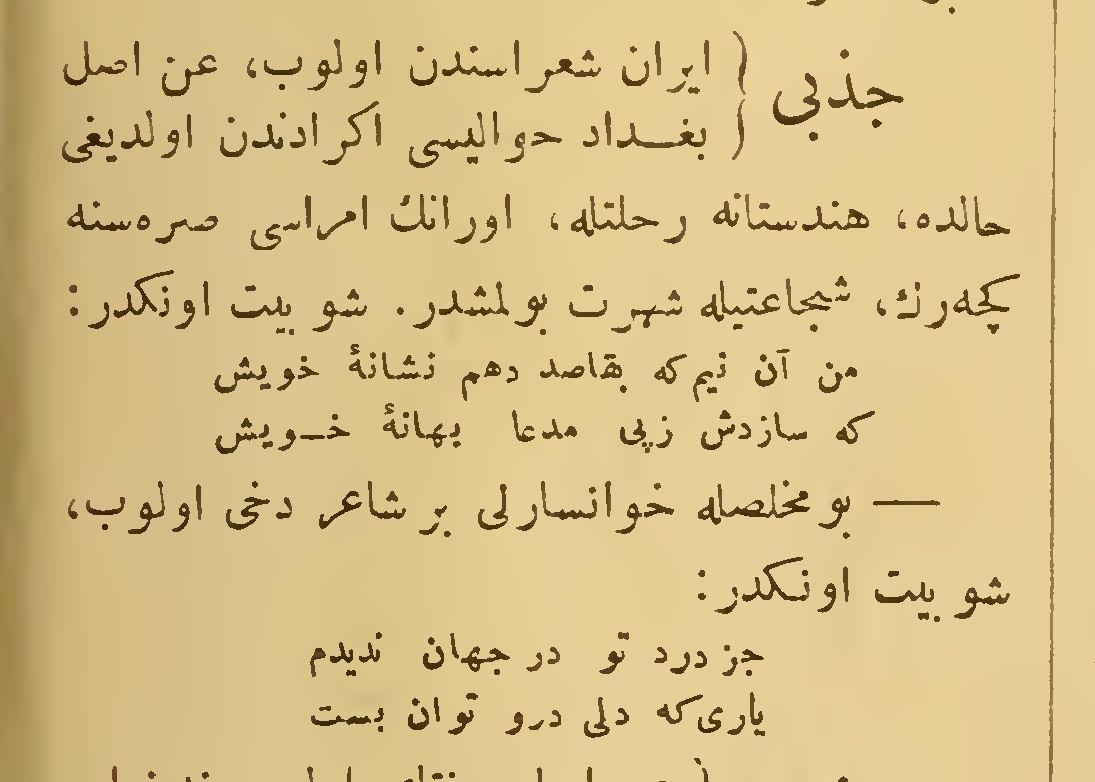 جذبی ( ایران شعراسندن اولوب، عن اصل
( بغـداد حوالیسی اکرادندن اولدیغی
حالده، هندستانه رحلتله، اورانك امراسی صره‌سنه
کچه‌رك، شجاعتیله شهرت بولمشدر. شو بیت اونکدر:
من آن نیم که بقاصد دهم نشانهٔ خویش
که سازدش زپی مدعا بهانهٔ خـویش
— بو مخلصله خوانسارلی بر شاعر دخی اولوب،
شو بیت اونـکدر:
جز درد تو در جهان ندیدم
یاری که دلی درو توان بست